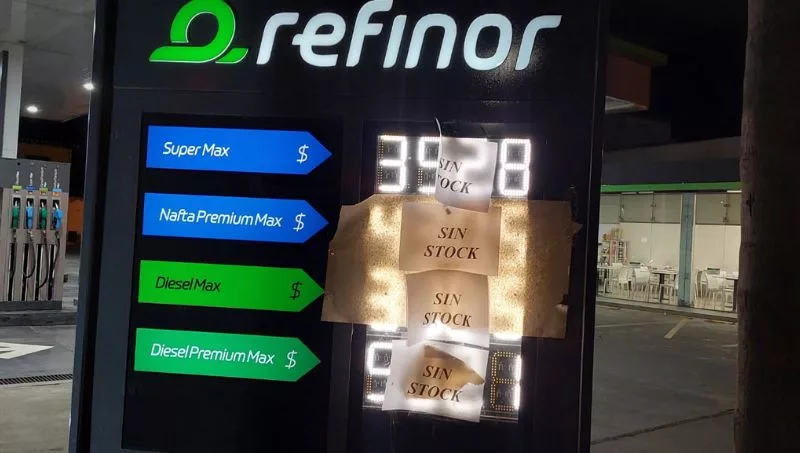 refinor
Super Max $
SIN
STOCK
Nafta Premium Max $
SIN
STOCK
Diesel Max $
SIN
STOCK
Diesel Premium Max $
SIN
STOCK